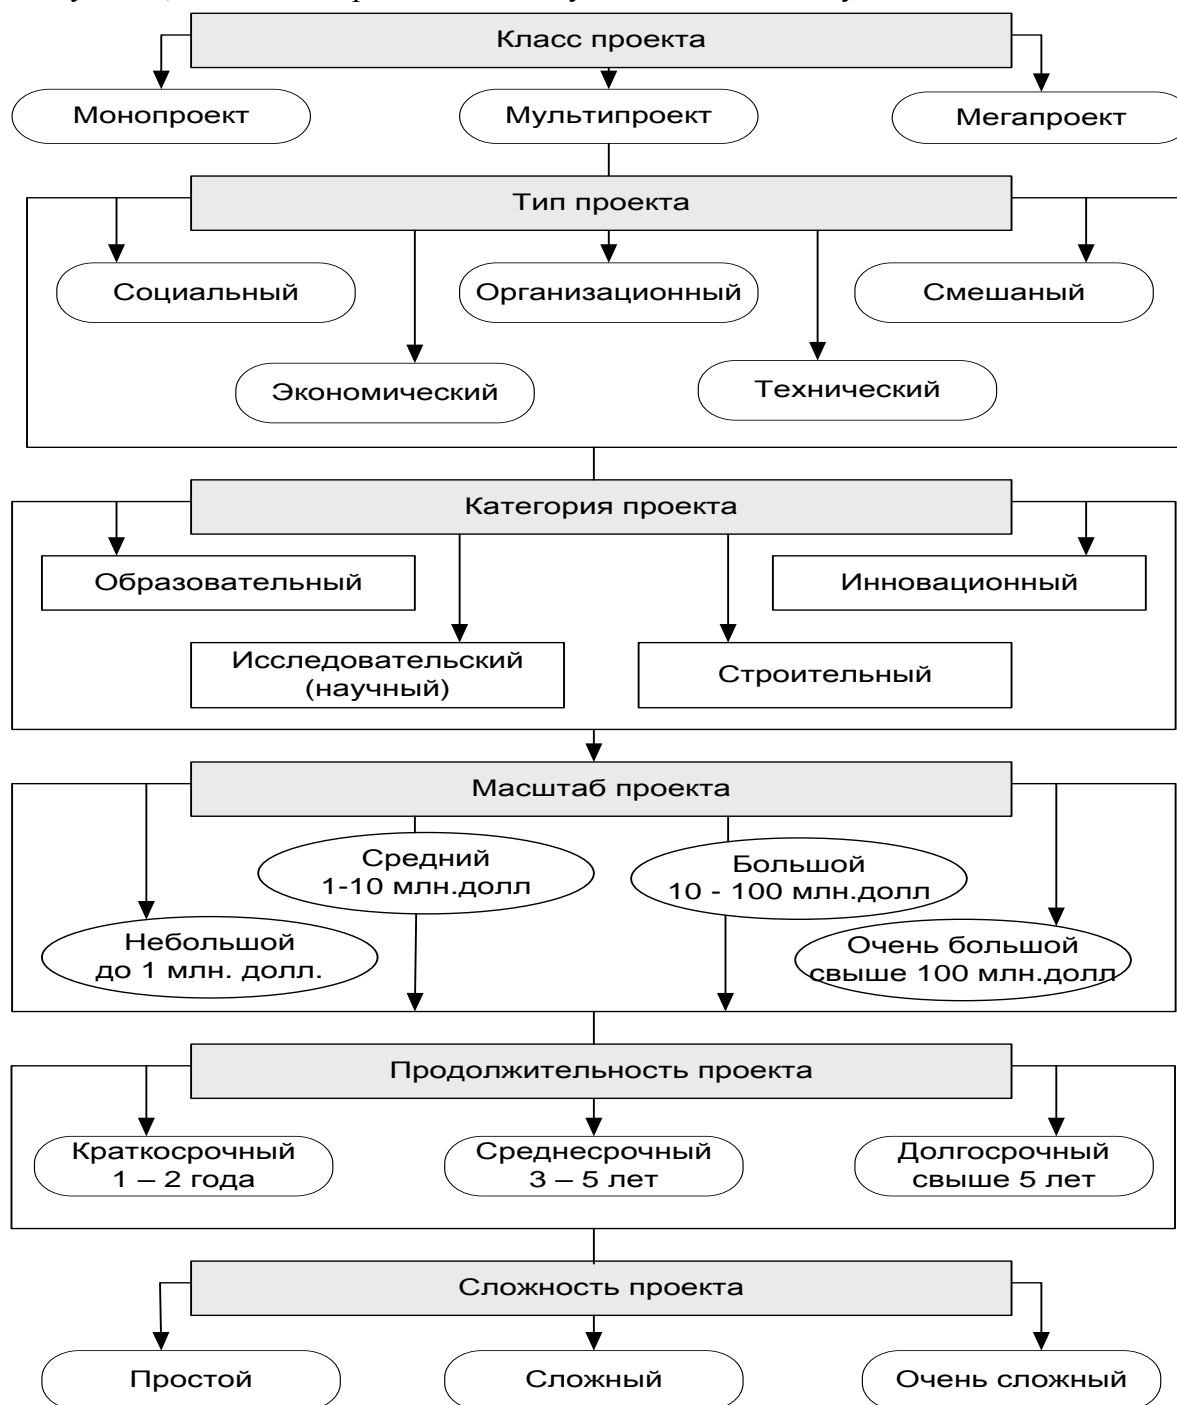 Класс проекта
Монопроект
Мультипроект
Мегапроект
Тип проекта
Социальный
Организационный
Смешаный
Экономический
Технический
Категория проекта
Образовательный
Инновационный
Исследовательский
(научный)
Строительный
Масштаб проекта
Средний
1-10 млн.долл
Большой
10 - 100 млн.долл
Небольшой
до 1 млн. долл.
Очень большой
свыше 100 млн.долл
Продолжительность проекта
Краткосрочный
1 – 2 года
Среднесрочный
3 – 5 лет
Долгосрочный
свыше 5 лет
Сложность проекта
Простой
Сложный
Очень сложный